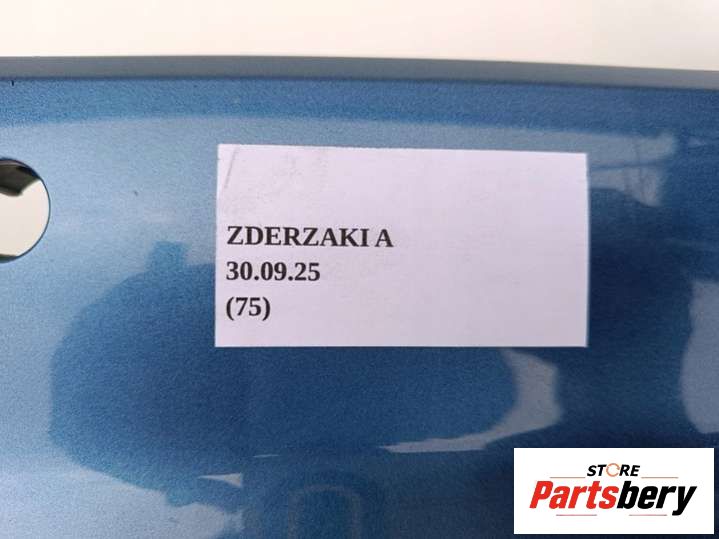 ZDERZAKI A
30.09.25
(75)
STORE
Partsbery